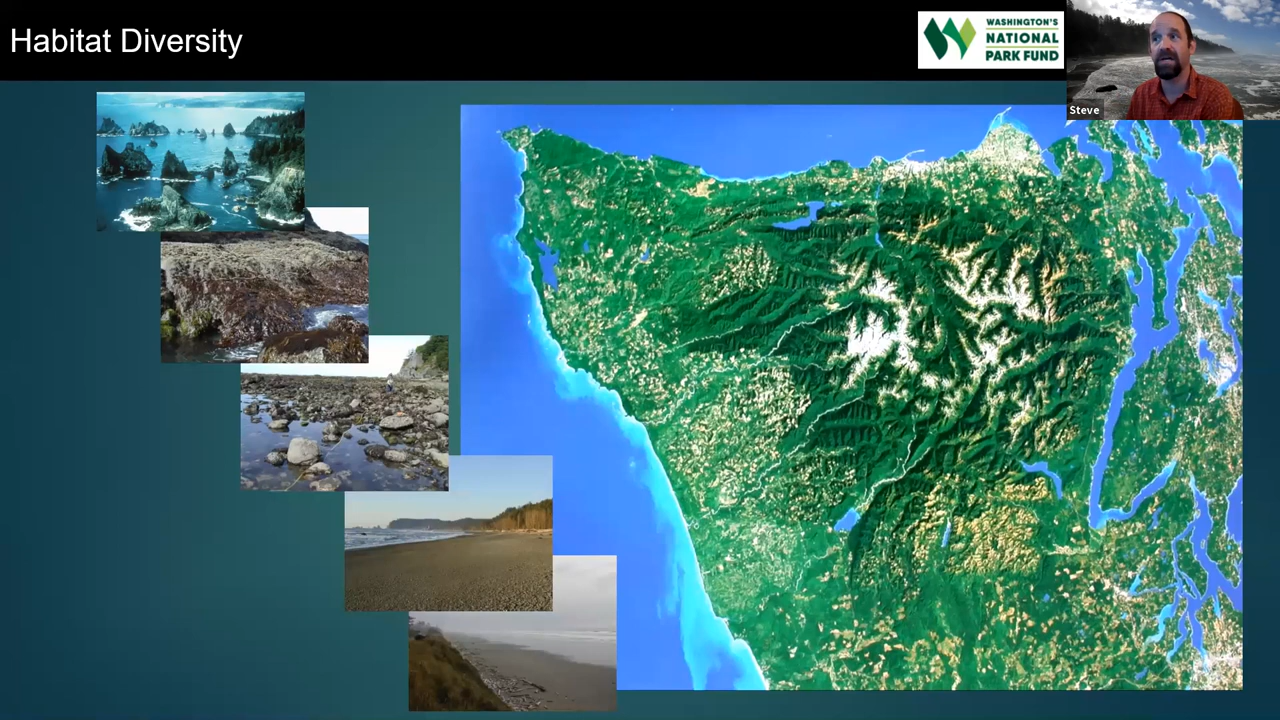 Habitat Diversity
WASHINGTON'S
NATIONAL
PARK FUND
Steve